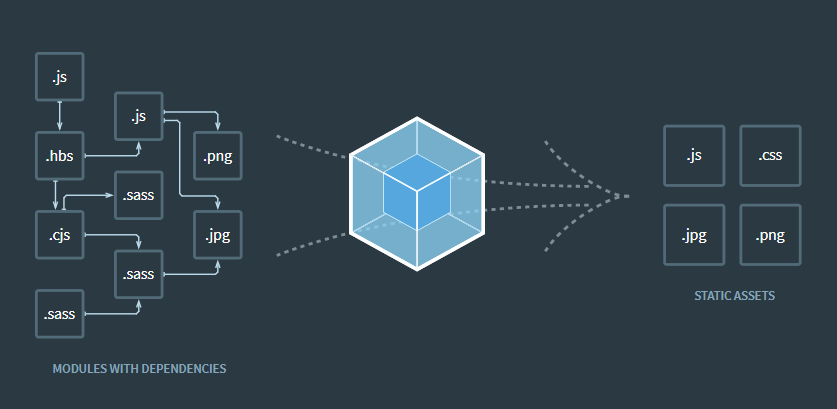 .js
.js
.hbs
.png
.sass
.cjs
.jpg
.sass
.sass
MODULES WITH DEPENDENCIES
.js
.css
.jpg
.png
STATIC ASSETS